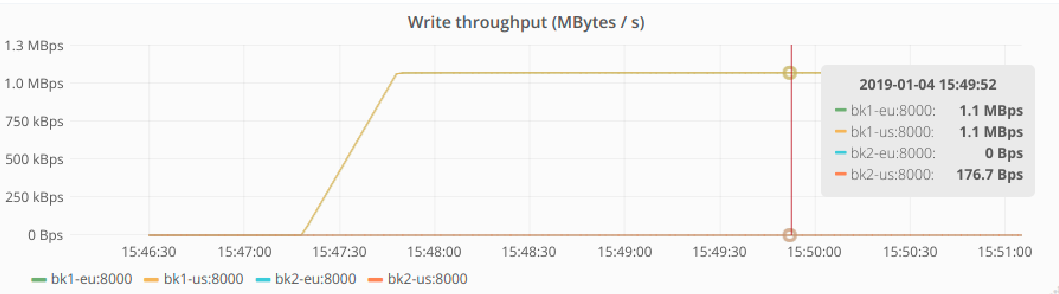 Write throughput (MBytes / s)
1.3 MBps
1.0 MBps
750 kBps
500 kBps
250 kBps
0 Bps
15:46:30 15:47:00 15:47:30 15:48:00 15:48:30 15:49:00 15:49:30 15:50:00 15:50:30 15:51:00
2019-01-04 15:49:52
bk1-eu:8000: 1.1 MBps
bk1-us:8000: 1.1 MBps
bk2-eu:8000: 0 Bps
bk2-us:8000: 176.7 Bps
bk1-eu:8000 bk1-us:8000 bk2-eu:8000 bk2-us:8000